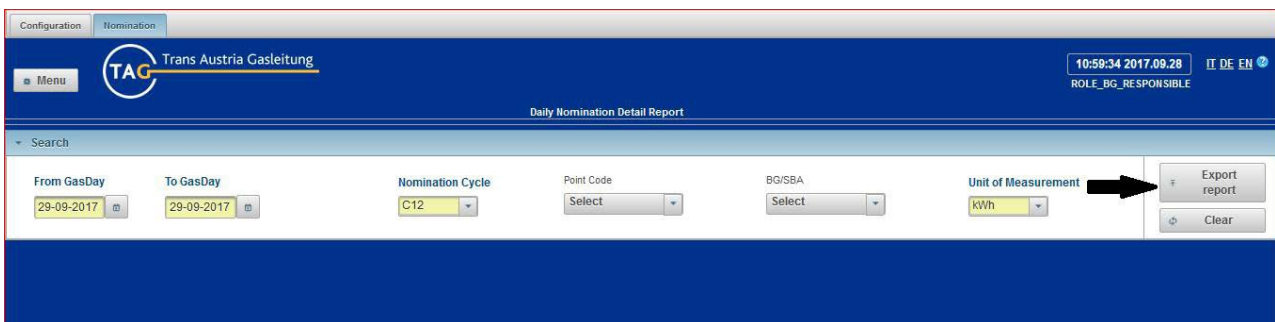 Configuration
Nomination
Menu
TAG
Trans Austria Gasleitung
10:59:34 2017.09.28
IT DE EN ?
ROLE_BG_RESPONSIBLE
Daily Nomination Detail Report
Search
From GasDay
To GasDay
Nomination Cycle
Point Code
BG/SBA
Unit of Measurement
Export
report
29-09-2017
29-09-2017
C12
Select
Select
kWh
Clear